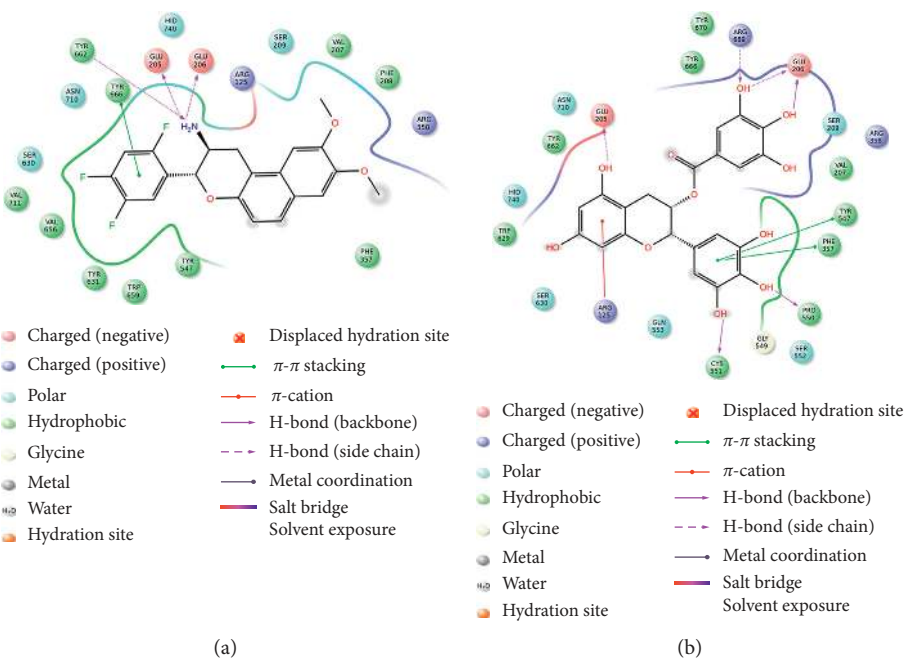 HID
740
TYR
662
GLU
205
GLU
206
SER
209
VAL
207
PHE
208
ARG
125
TYR
666
ASN
710
ARG
H₂N
F
O
SER
630
F
O
VAL
711
O
F
VAL
656
PHE
357
TYR
547
TYR
631
TRP
659
Charged (negative)
Charged (positive)
Polar
Hydrophobic
Glycine
Metal
H₂O
Water
Hydration site
Displaced hydration site
π-π stacking
π-cation
H-bond (backbone)
H-bond (side chain)
Metal coordination
Salt bridge
Solvent exposure
(a)
TYR
670
ARG
TYR
666
GLU
206
OH
ASN
710
GLU
205
OH
SER
ARG
TYR
662
O
OH
VAL
207
OH
HID
740
O
TYR
547
TRP
629
HO
O
OH
PHE
357
OH
SER
630
ARG
125
GLN
553
OH
PRO
550
GLY
549
SER
552
CYS
551
Charged (negative)
Charged (positive)
Polar
Hydrophobic
Glycine
Metal
H₂O
Water
Hydration site
Displaced hydration site
π-π stacking
π-cation
H-bond (backbone)
H-bond (side chain)
Metal coordination
Salt bridge
Solvent exposure
(b)